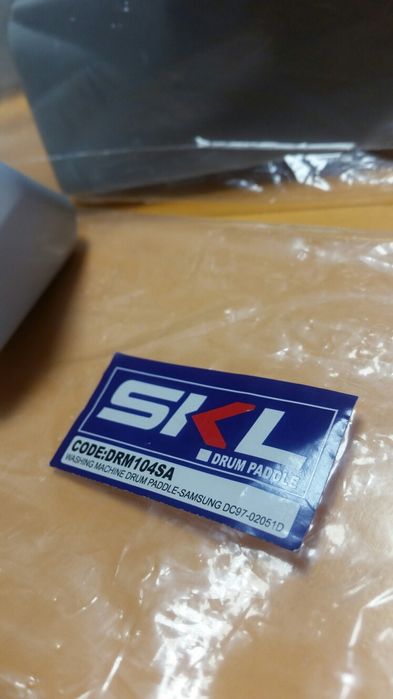 SKL
DRUM PADDLE
CODE:DRM104SA
WASHING MACHINE DRUM PADDLE-SAMSUNG DC97-02051D